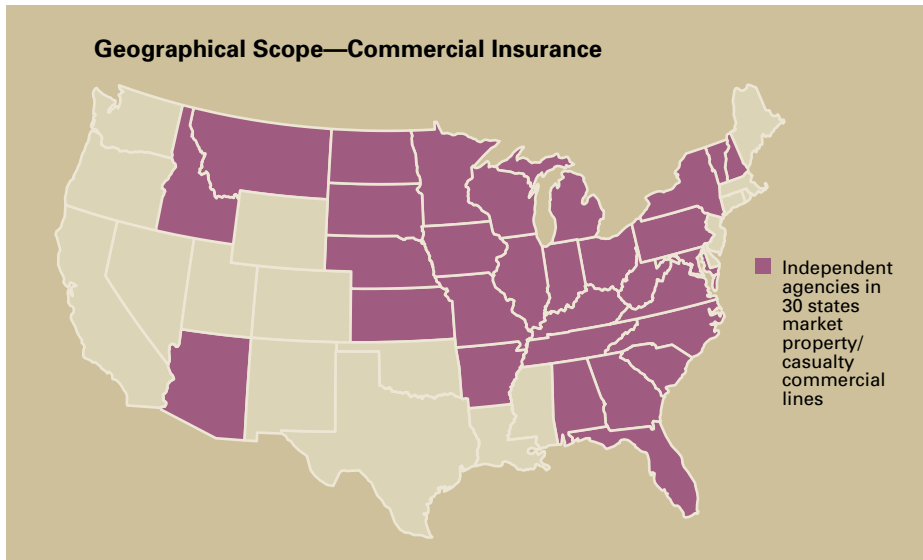 Geographical Scope—Commercial Insurance
Independent
agencies in
30 states
market
property/
casualty
commercial
lines